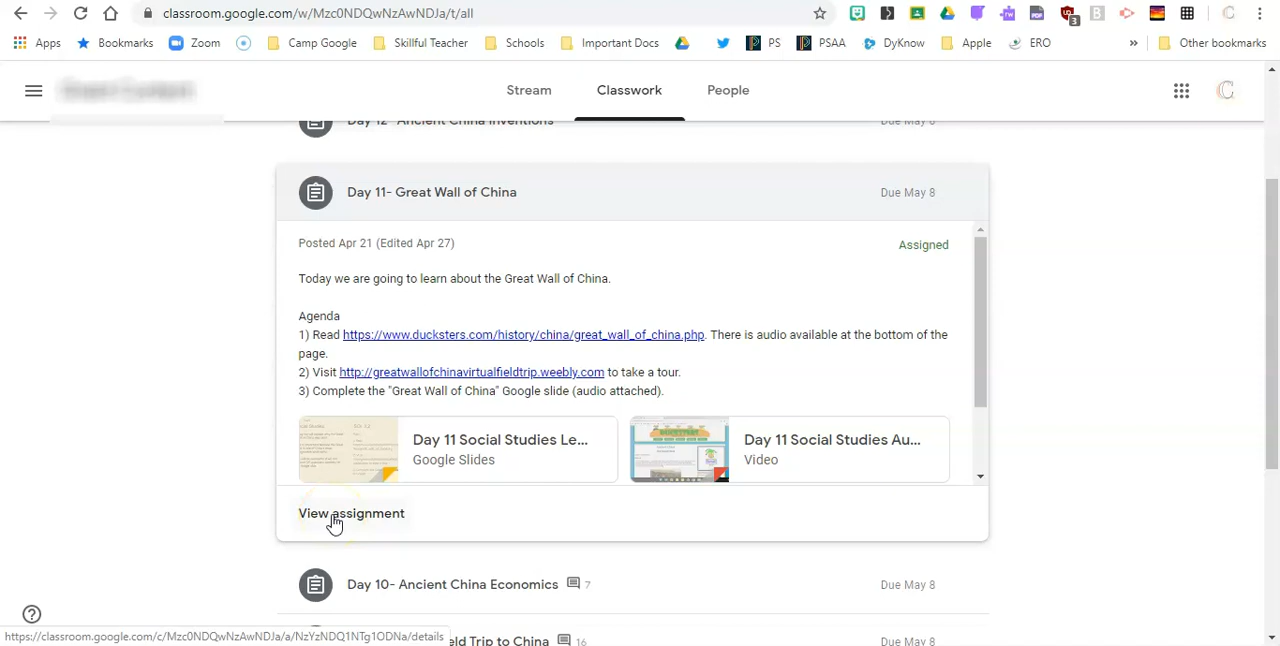 classroom.google.com/w/Mzc0NDQwNzAwNDJa/t/all
3
Apps Bookmarks Zoom Camp Google Skillful Teacher Schools Important Docs PS PSAA DyKnow Apple ERO » Other bookmarks
Stream Classwork People
Day 12- Ancient China Inventions Due May 8
Day 11- Great Wall of China Due May 8
Posted Apr 21 (Edited Apr 27) Assigned
Today we are going to learn about the Great Wall of China.
Agenda
1) Read https://www.ducksters.com/history/china/great_wall_of_china.php. There is audio available at the bottom of the
page.
2) Visit http://greatwallofchinavirtualfieldtrip.weebly.com to take a tour.
3) Complete the "Great Wall of China" Google slide (audio attached).
Day 11 Social Studies Le... Day 11 Social Studies Au...
Google Slides Video
View assignment
Day 10- Ancient China Economics 7 Due May 8
https://classroom.google.com/c/Mzc0NDQwNzAwNDJa/a/NzYzNDQ1NTg1ODNa/details
eld Trip to China 16 Due May 8